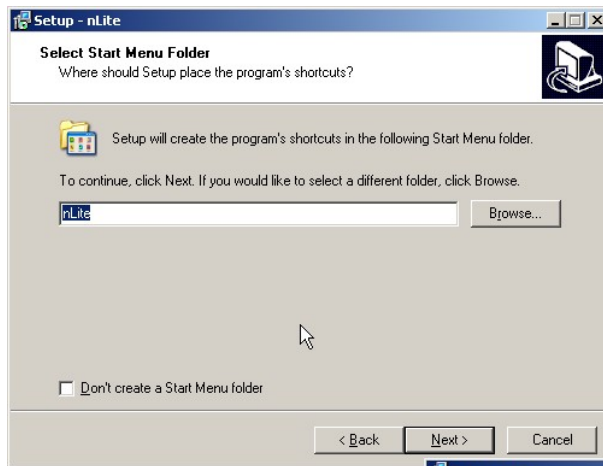 Setup - nLite
Select Start Menu Folder
Where should Setup place the program's shortcuts?
Setup will create the program's shortcuts in the following Start Menu folder.
To continue, click Next. If you would like to select a different folder, click Browse.
nLite
Browse...
Don't create a Start Menu folder
< Back
Next >
Cancel